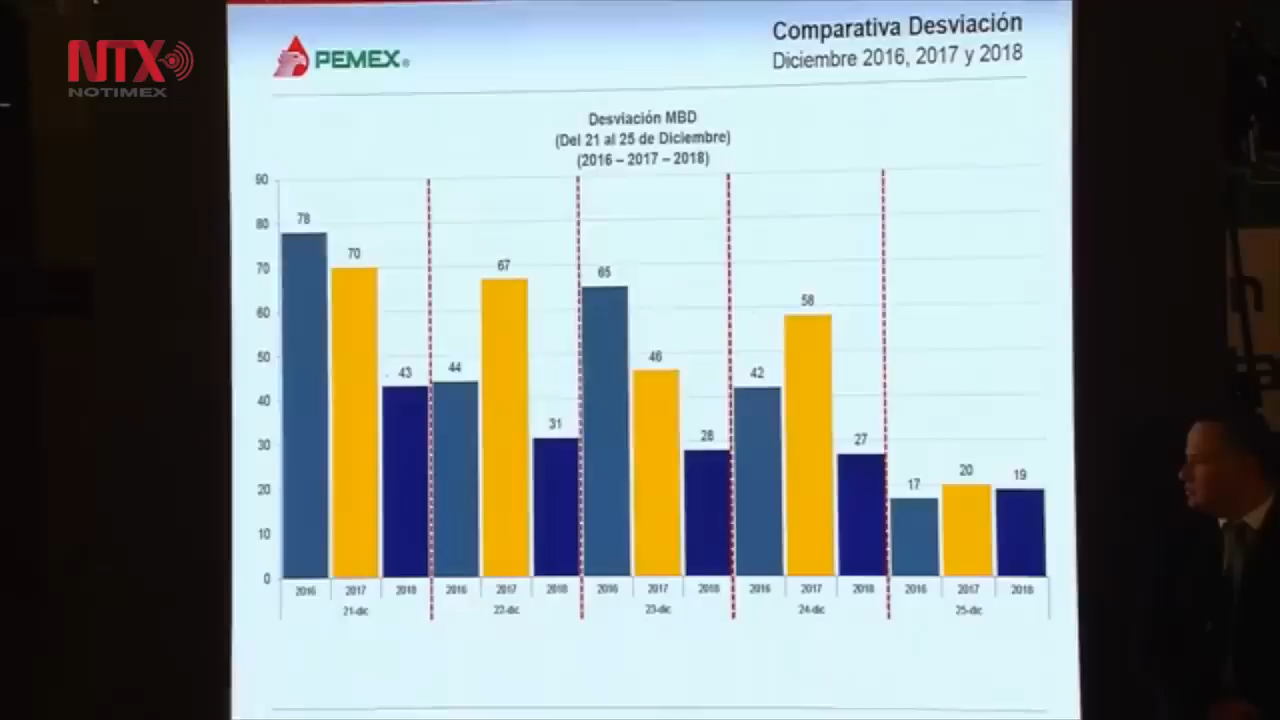 NTX
NOTIMEX
PEMEX®
Comparativa Desviación
Diciembre 2016, 2017 y 2018
Desviación MBD
(Del 21 al 25 de Diciembre)
(2016 – 2017 – 2018)
90
80
70
60
50
40
30
20
10
0
78
70
43
44
67
31
65
46
28
42
58
27
17
20
19
2016 2017 2018 2016 2017 2018 2016 2017 2018 2016 2017 2018 2016 2017 2018
21-dic 22-dic 23-dic 24-dic 25-dic